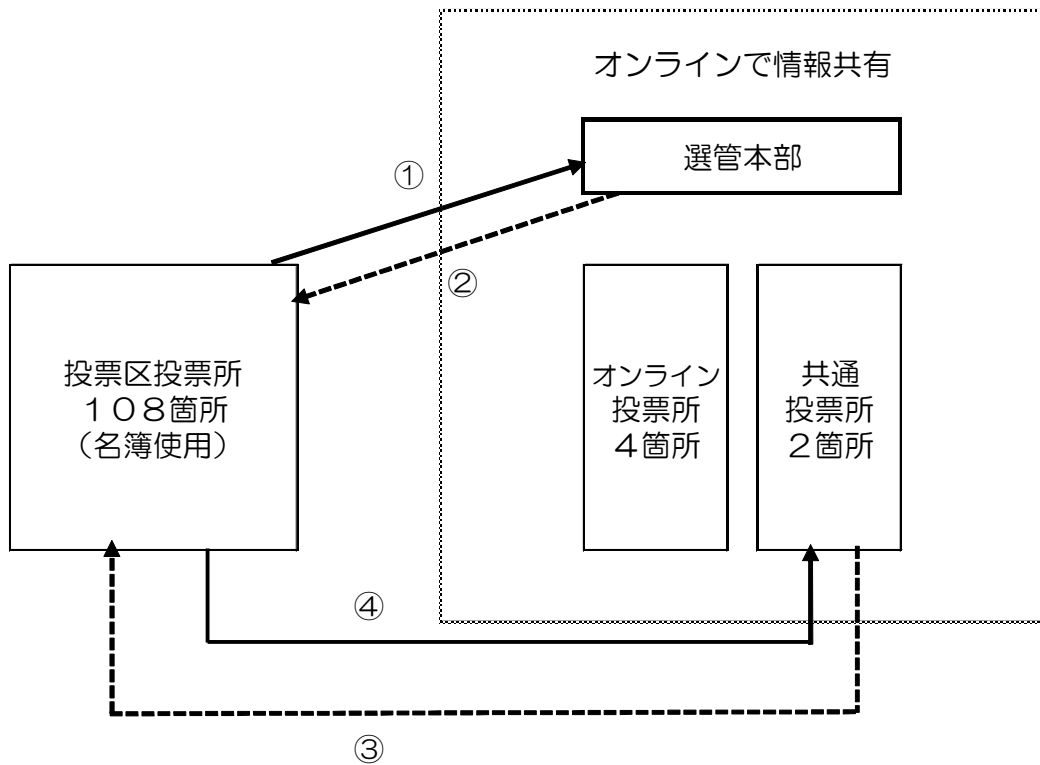 オンラインで情報共有
選管本部
①
②
投票区投票所
１０８箇所
（名簿使用）
オンライン
投票所
４箇所
共通
投票所
２箇所
④
③